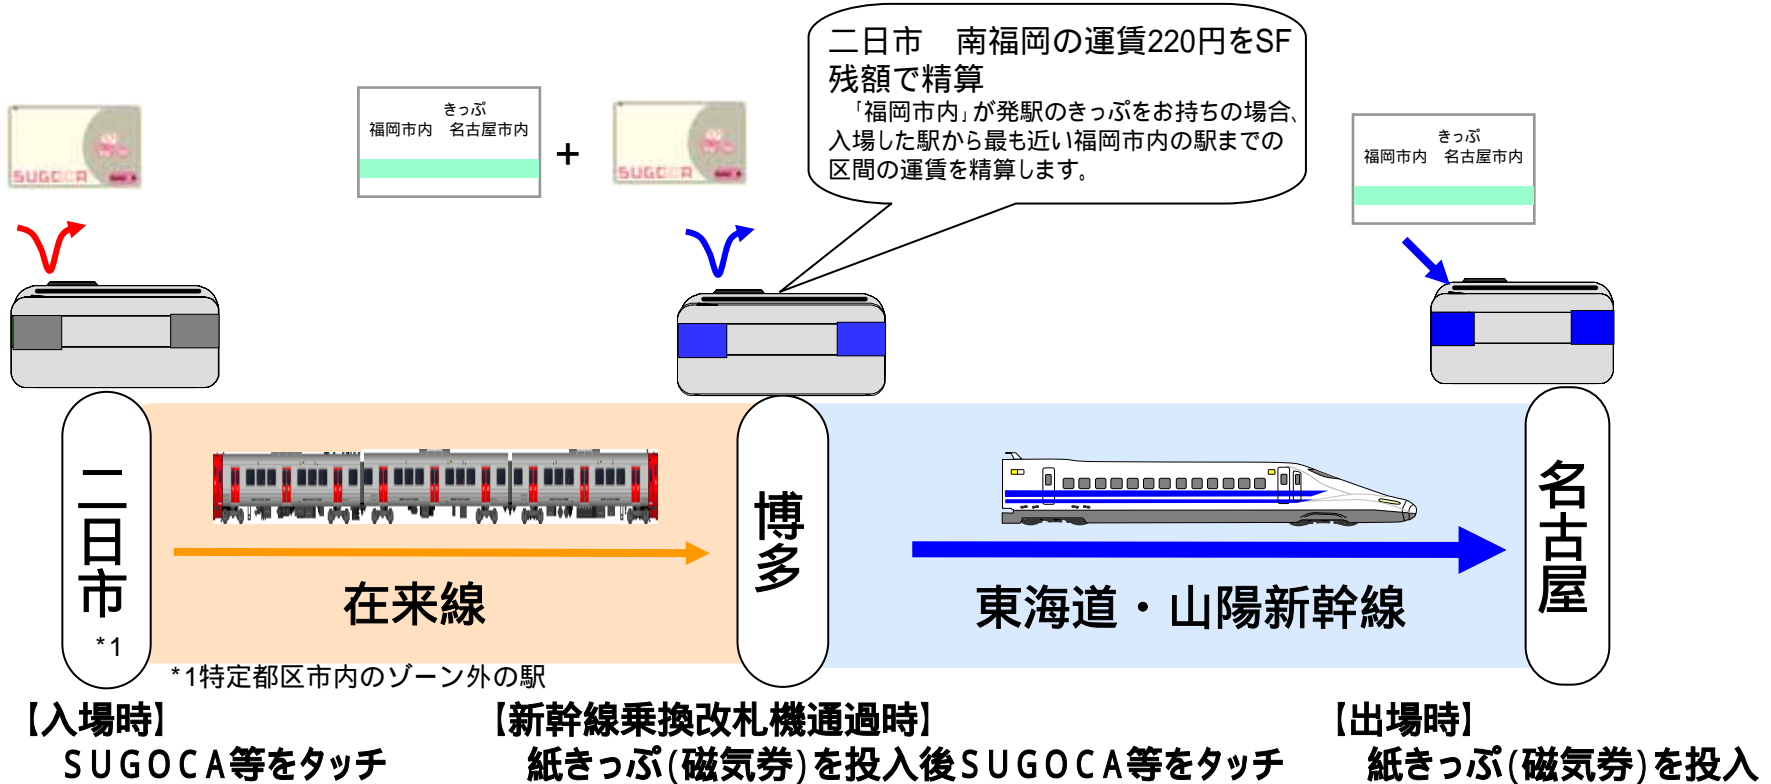 二日市　南福岡の運賃220円をSF
残額で精算
「福岡市内」が発駅のきっぷをお持ちの場合、
入場した駅から最も近い福岡市内の駅までの
区間の運賃を精算します。
SUGOCA
きっぷ
福岡市内　名古屋市内
+
SUGOCA
きっぷ
福岡市内　名古屋市内
二日市
*1
在来線
博多
東海道・山陽新幹線
名古屋
*1特定都区市内のゾーン外の駅
【入場時】
SUGOCA等をタッチ
【新幹線乗換改札機通過時】
紙きっぷ(磁気券)を投入後SUGOCA等をタッチ
【出場時】
紙きっぷ(磁気券)を投入